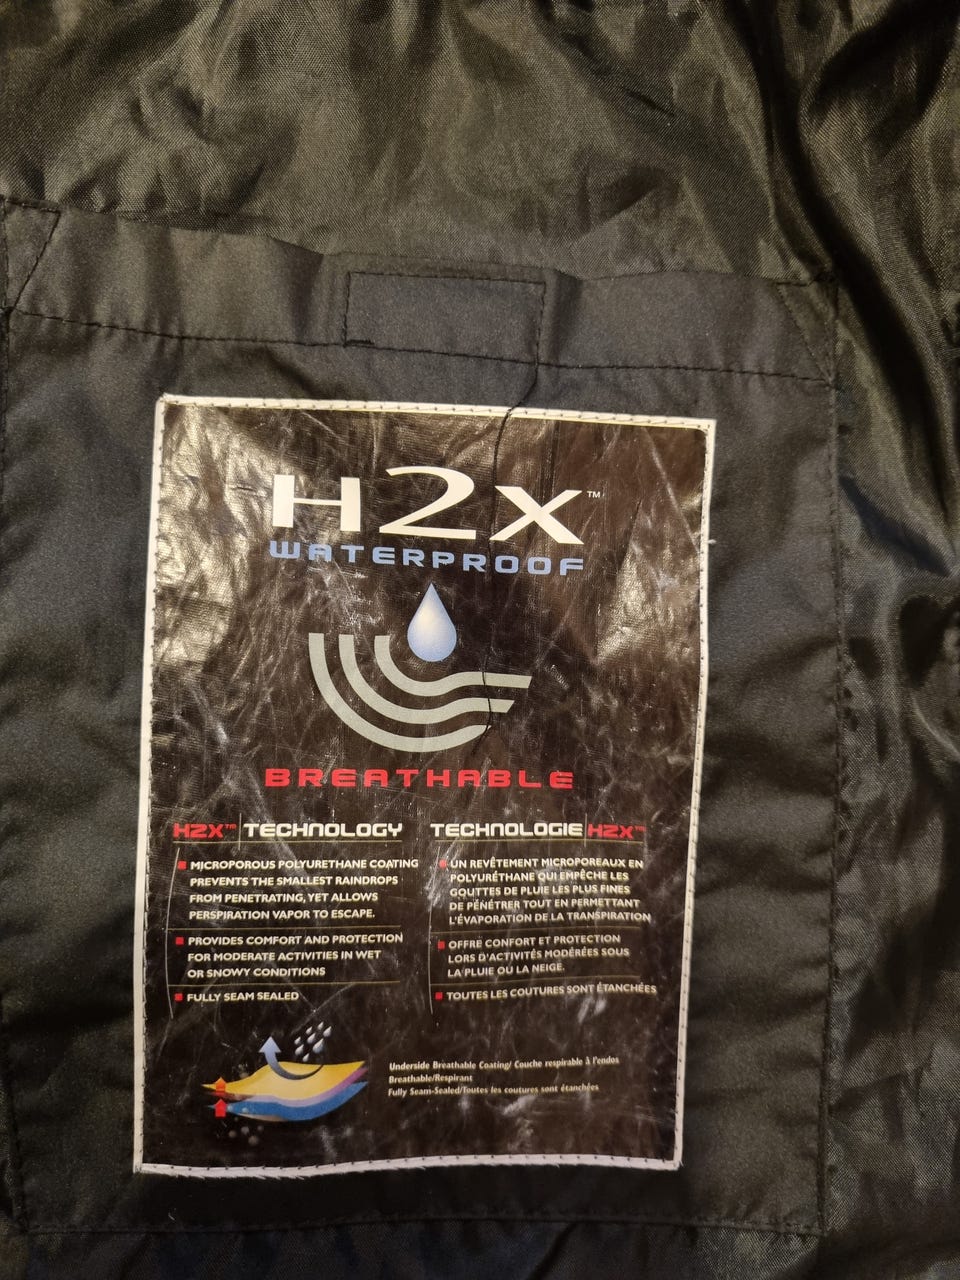 H2X™
WATERPROOF
BREATHABLE
H2X™ TECHNOLOGY
MICROPOROUS POLYURETHANE COATING
PREVENTS THE SMALLEST RAINDROPS
FROM PENETRATING, YET ALLOWS
PERSPIRATION VAPOR TO ESCAPE.
PROVIDES COMFORT AND PROTECTION
FOR MODERATE ACTIVITIES IN WET
OR SNOWY CONDITIONS
FULLY SEAM SEALED
TECHNOLOGIE H2X™
UN REVÊTEMENT MICROPOREAUX EN
POLYURÉTHANE QUI EMPÊCHE LES
GOUTTES DE PLUIE LES PLUS FINES
DE PÉNÉTRER TOUT EN PERMETTANT
L'ÉVAPORATION DE LA TRANSPIRATION
OFFRE CONFORT ET PROTECTION
LORS D'ACTIVITÉS MODÉRÉES SOUS
LA PLUIE OU LA NEIGE.
TOUTES LES COUTURES SONT ÉTANCHÉES
Underside Breathable Coating/ Couche respirable à l'endos
Breathable/Respirant
Fully Seam-Sealed/Toutes les coutures sont étanchées